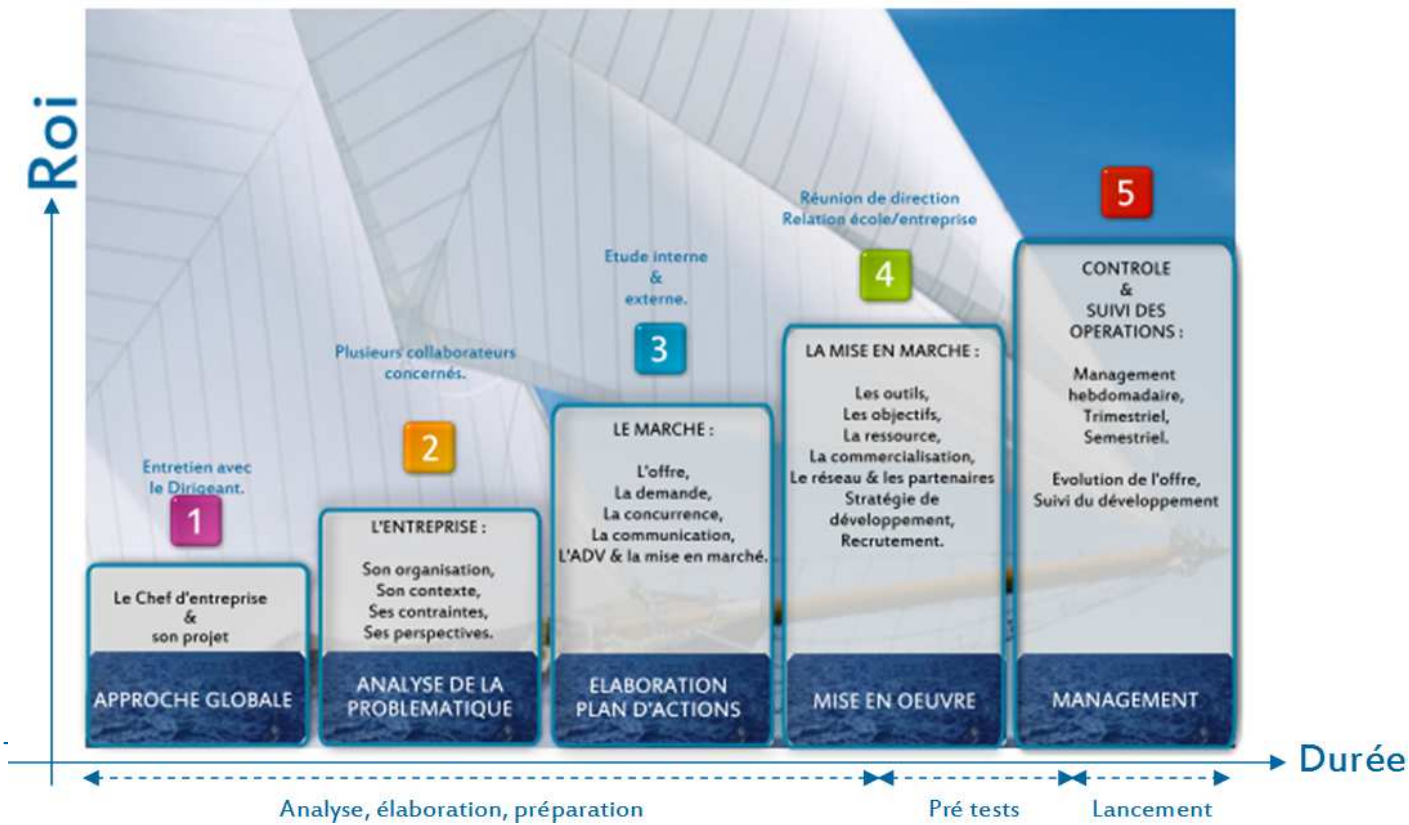 Roi
Entretien avec
le Dirigeant.
1
Le Chef d'entreprise
&
son projet
APPROCHE GLOBALE
Plusieurs collaborateurs
concernés.
2
L'ENTREPRISE :
Son organisation,
Son contexte,
Ses contraintes,
Ses perspectives.
ANALYSE DE LA
PROBLEMATIQUE
Etude interne
&
externe.
3
LE MARCHE :
L'offre,
La demande,
La concurrence,
La communication,
L'ADV & la mise en marché.
ELABORATION
PLAN D'ACTIONS
Réunion de direction
Relation école/entreprise
4
LA MISE EN MARCHE :
Les outils,
Les objectifs,
La ressource,
La commercialisation,
Le réseau & les partenaires
Stratégie de
développement,
Recrutement.
MISE EN OEUVRE
5
CONTROLE
&
SUIVI DES
OPERATIONS :
Management
hebdomadaire,
Trimestriel,
Semestriel.
Evolution de l'offre,
Suivi du développement
MANAGEMENT
Durée
Analyse, élaboration, préparation
Pré tests
Lancement